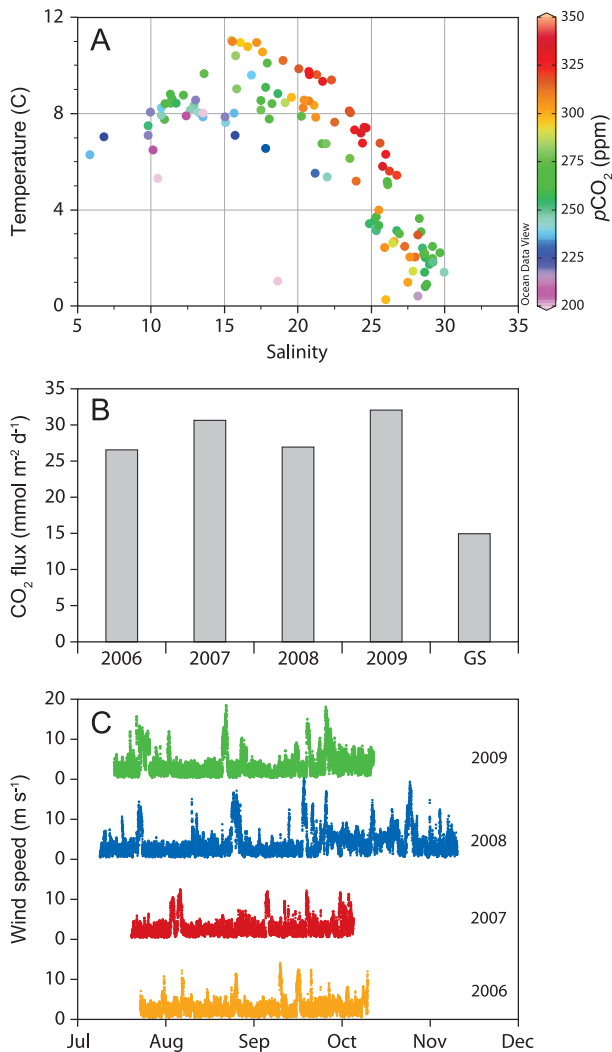 A
Temperature (C)
12
8
4
0
5
10
15
20
25
30
35
Salinity
Ocean Data View
350
325
300
275
250
225
200
pCO₂ (ppm)
B
CO₂ flux (mmol m⁻² d⁻¹)
35
30
25
20
15
10
5
0
2006
2007
2008
2009
GS
C
Wind speed (m s⁻¹)
20
10
0
2009
10
0
2008
10
0
2007
10
0
2006
Jul
Aug
Sep
Oct
Nov
Dec